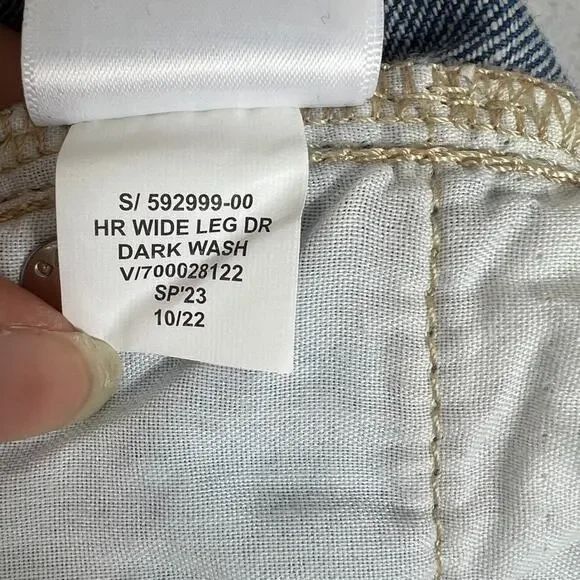 S/ 592999-00
HR WIDE LEG DR
DARK WASH
V/700028122
SP'23
10/22